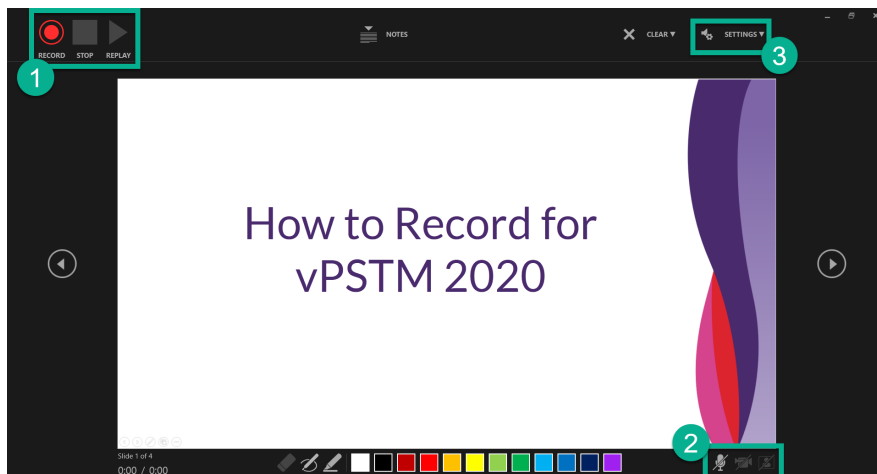 RECORD STOP REPLAY
NOTES
CLEAR
SETTINGS
1
3
How to Record for
vPSTM 2020
2
Slide 1 of 4
0:00 / 0:00